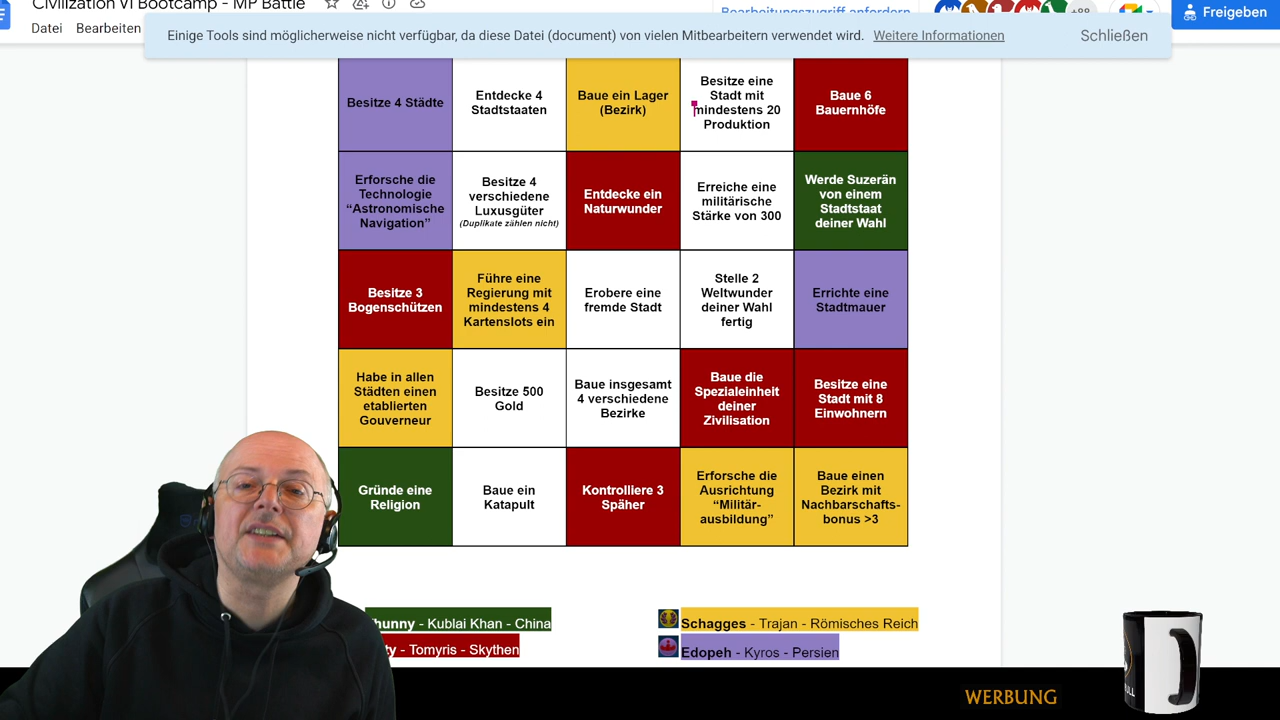 Civilization VI Bootcamp - MP Battle
Bearbeitungszugriff anfordern
+88
Freigeben
Datei Bearbeiten
Einige Tools sind möglicherweise nicht verfügbar, da diese Datei (document) von vielen Mitbearbeitern verwendet wird. Weitere Informationen Schließen
Besitze 4 Städte
Entdecke 4
Stadtstaaten
Baue ein Lager
(Bezirk)
Besitze eine
Stadt mit
mindestens 20
Produktion
Baue 6
Bauernhöfe
Erforsche die
Technologie
“Astronomische
Navigation”
Besitze 4
verschiedene
Luxusgüter
(Duplikate zählen nicht)
Entdecke ein
Naturwunder
Erreiche eine
militärische
Stärke von 300
Werde Suzerän
von einem
Stadtstaat
deiner Wahl
Besitze 3
Bogenschützen
Führe eine
Regierung mit
mindestens 4
Kartenslots ein
Erobere eine
fremde Stadt
Stelle 2
Weltwunder
deiner Wahl
fertig
Errichte eine
Stadtmauer
Habe in allen
Städten einen
etablierten
Gouverneur
Besitze 500
Gold
Baue insgesamt
4 verschiedene
Bezirke
Baue die
Spezialeinheit
deiner
Zivilisation
Besitze eine
Stadt mit 8
Einwohnern
Gründe eine
Religion
Baue ein
Katapult
Kontrolliere 3
Späher
Erforsche die
Ausrichtung
“Militär-
ausbildung”
Baue einen
Bezirk mit
Nachbarschafts-
bonus >3
hunny - Kublai Khan - China
Schagges - Trajan - Römisches Reich
ty - Tomyris - Skythen
Edopeh - Kyros - Persien
WERBUNG